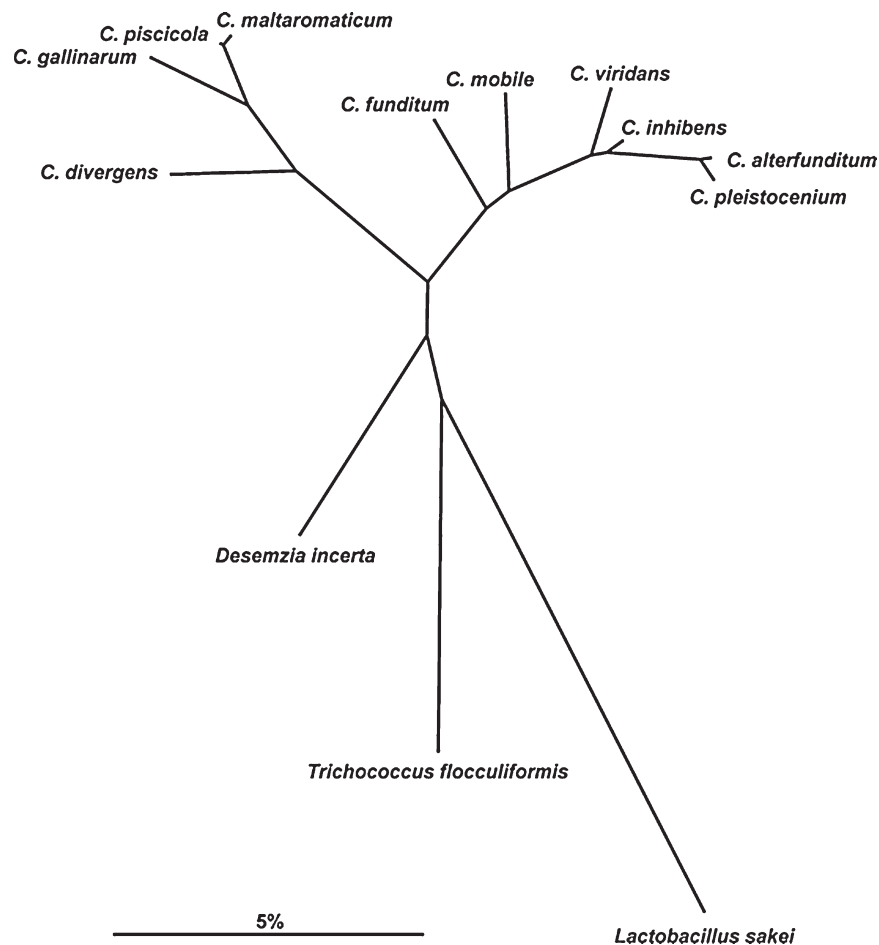 C. maltaromaticum
C. piscicola
C. gallinarum
C. viridans
C. mobile
C. funditum
C. inhibens
C. alterfunditum
C. divergens
C. pleistocenium
Desemzia incerta
Trichococcus flocculiformis
5%
Lactobacillus sakei